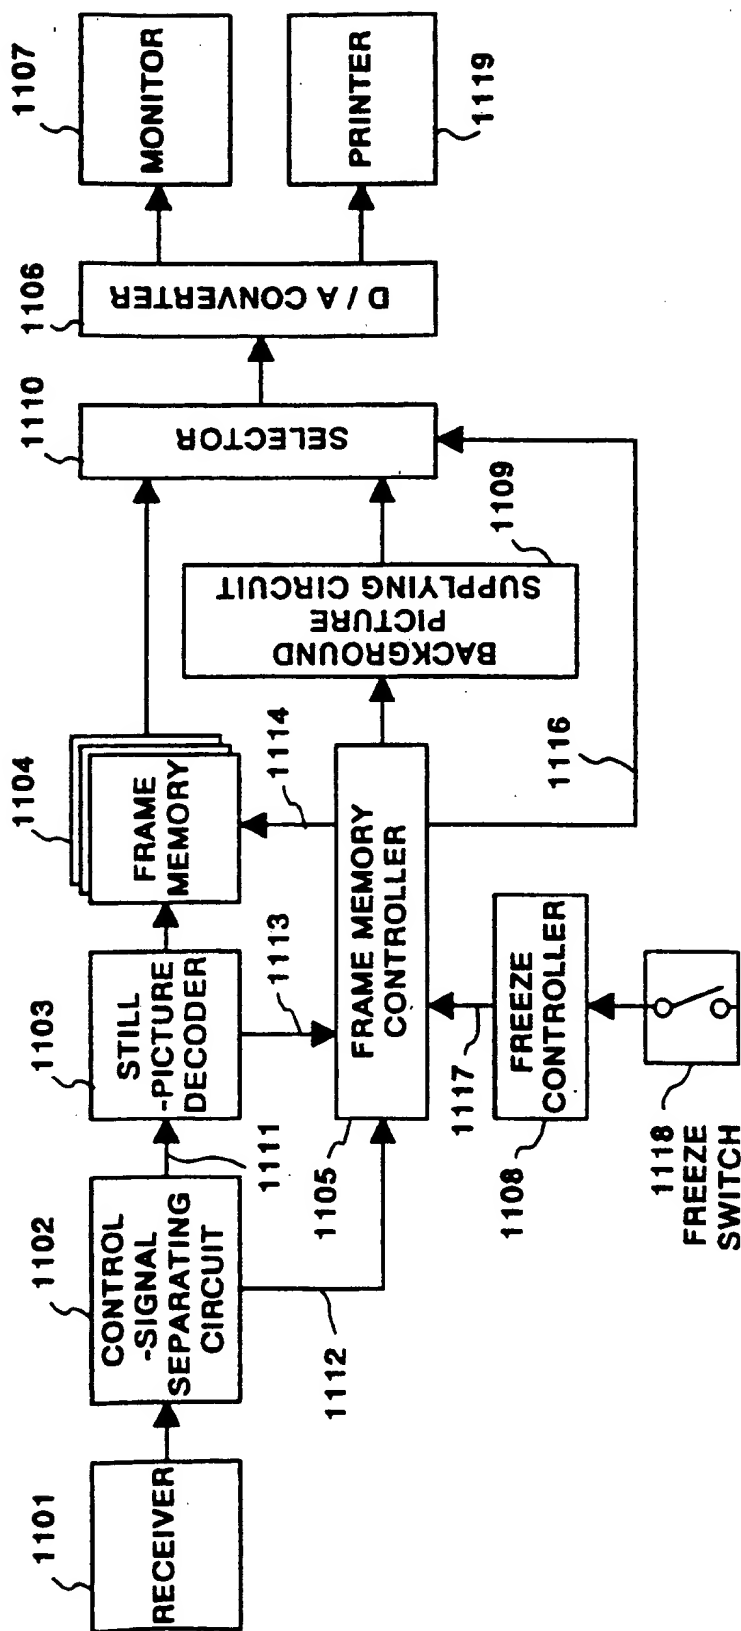 1101
RECEIVER
1102
CONTROL
-SIGNAL
SEPARATING
CIRCUIT
1111
1112
1103
STILL
-PICTURE
DECODER
1113
1104
FRAME
MEMORY
1114
1105
FRAME MEMORY
CONTROLLER
1117
1108
FREEZE
CONTROLLER
1118
FREEZE
SWITCH
BACKGROUND
PICTURE
SUPPLYING CIRCUIT
1109
1116
1110
SELECTOR
1106
D / A CONVERTER
1107
MONITOR
PRINTER
1119